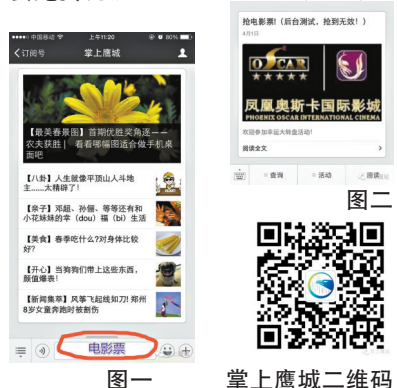 中国移动 上午11:20 80%
订阅号 掌上鹰城
【最美春景图】首期优胜奖角逐——
农夫获胜| 看看哪幅图适合做手机桌
面吧
【八卦】人生就像平顶山人斗地
主......太精辟了!
【亲子】邓超、孙俪、等等还有和
小花妹妹的幸（dou）福（bi）生活
【美食】春季吃什么?对身体比较
好?
【开心】当狗狗们带上这些东西，
颜值爆表!
【新闻集萃】风筝飞起线如刀! 郑州
8岁女童奔跑时被割伤
电影票
图一
抢电影票!（后台测试，抢到无效！）
4月1日
OSCAR
凤凰奥斯卡国际影城
PHOENIX OSCAR INTERNATIONAL CINEMA
欢迎参加幸运大转盘活动!
阅读全文
查询 活动 图读
图二
掌上鹰城二维码